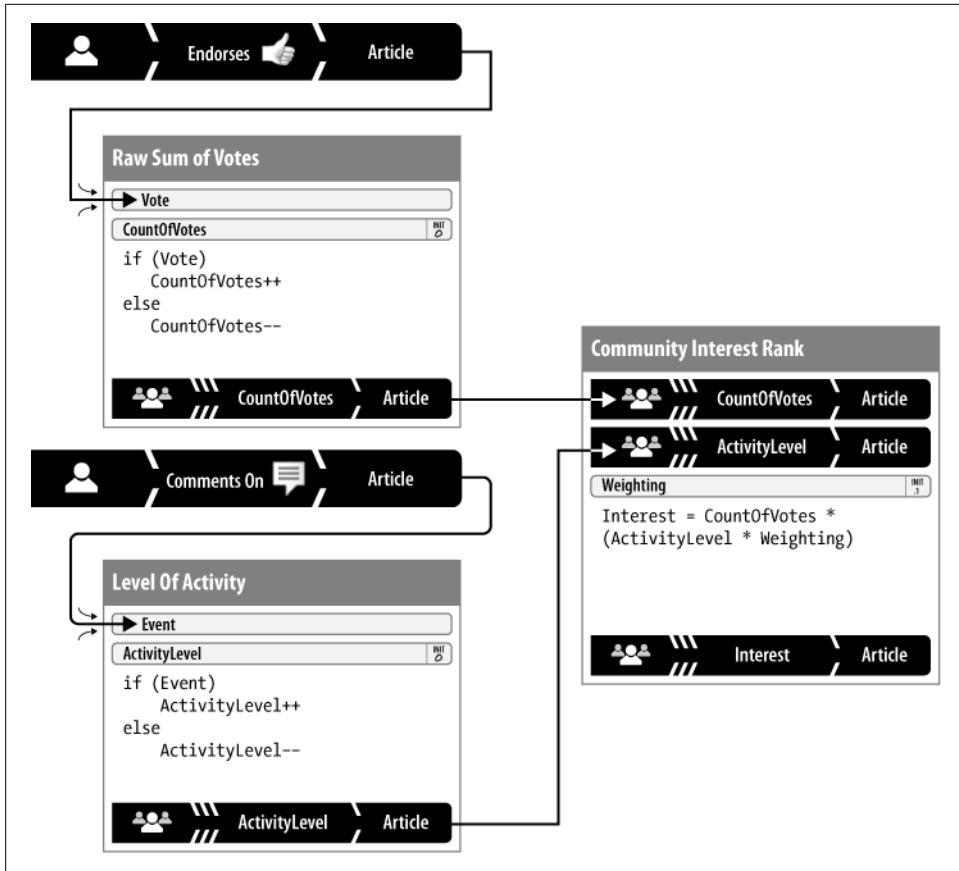 Endorses Article
Raw Sum of Votes
Vote
CountOfVotes INIT 0
if (Vote)
CountOfVotes++
else
CountOfVotes--
CountOfVotes Article
Comments On Article
Level Of Activity
Event
ActivityLevel INIT 0
if (Event)
ActivityLevel++
else
ActivityLevel--
ActivityLevel Article
Community Interest Rank
CountOfVotes Article
ActivityLevel Article
Weighting INIT .1
Interest = CountOfVotes *
(ActivityLevel * Weighting)
Interest Article